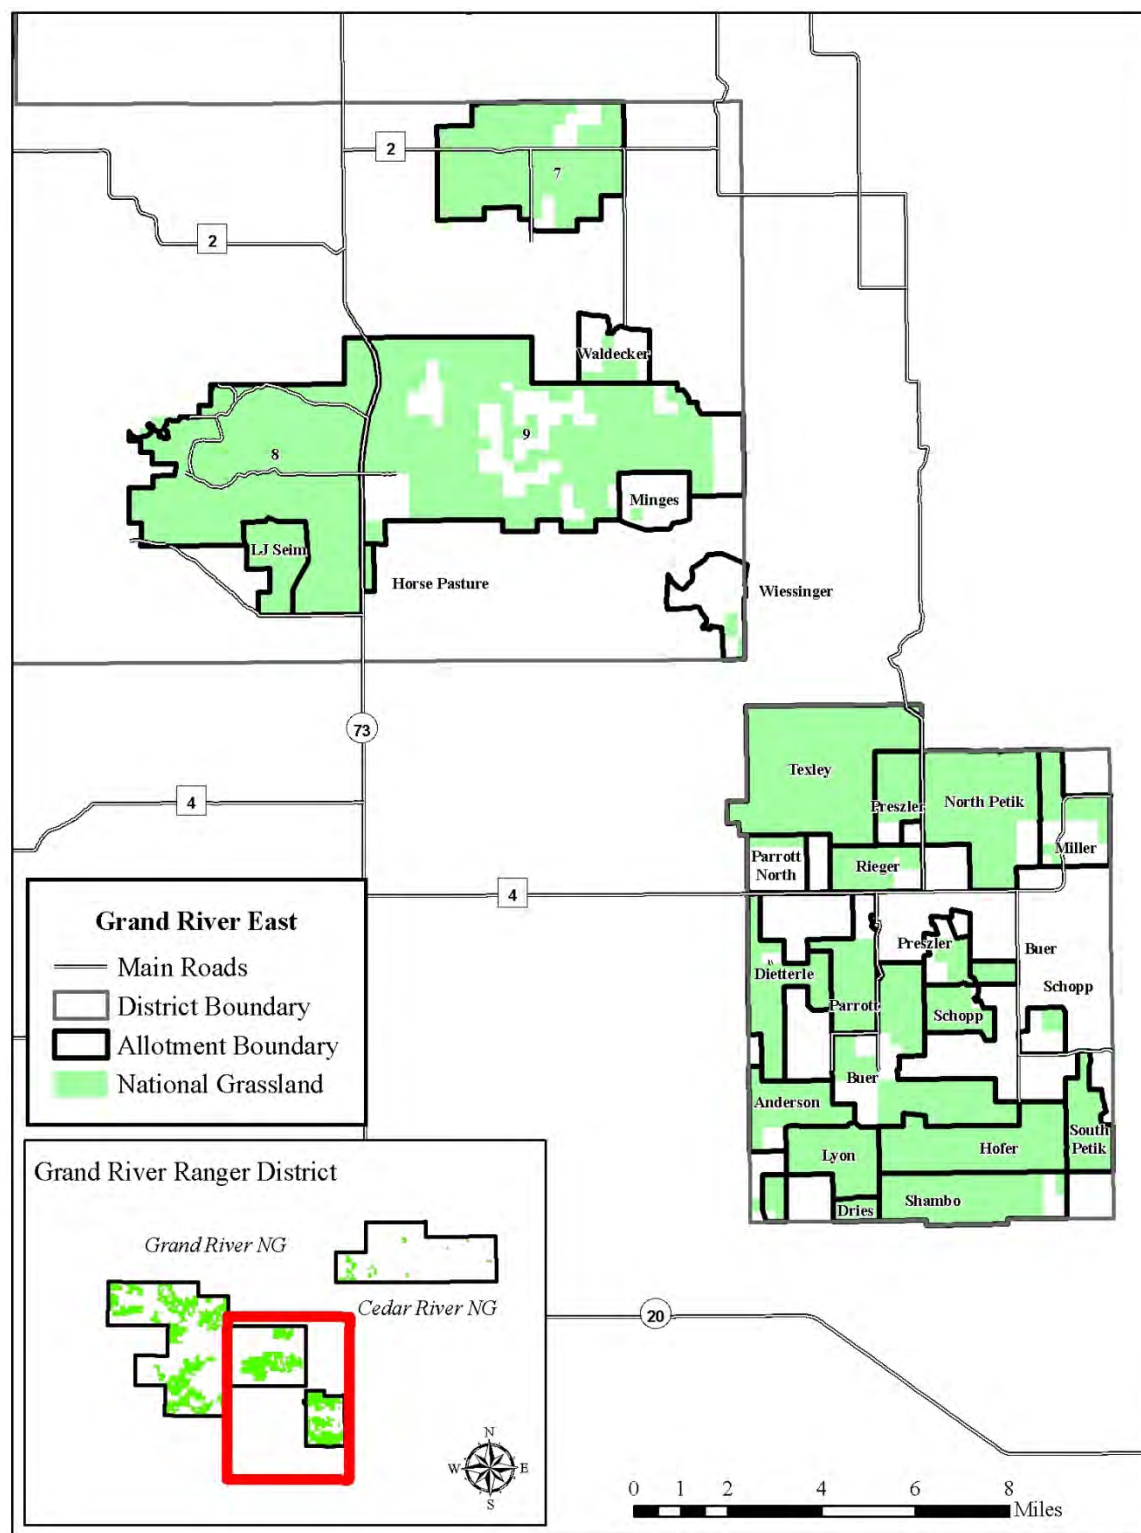 2
7
2
Waldecker
9
8
Minges
LJ Seim
Horse Pasture
Wiessinger
73
Texley
4
Preszler
North Petik
Miller
Parrott
North
Rieger
4
Grand River East
Main Roads
District Boundary
Allotment Boundary
National Grassland
Preszler
Buer
Dietterle
Schopp
Parrott
Schopp
Buer
Anderson
South
Petik
Lyon
Hofer
Shambo
Dries
Grand River Ranger District
Grand River NG
Cedar River NG
20
N
W
E
S
0 1 2 4 6 8
Miles